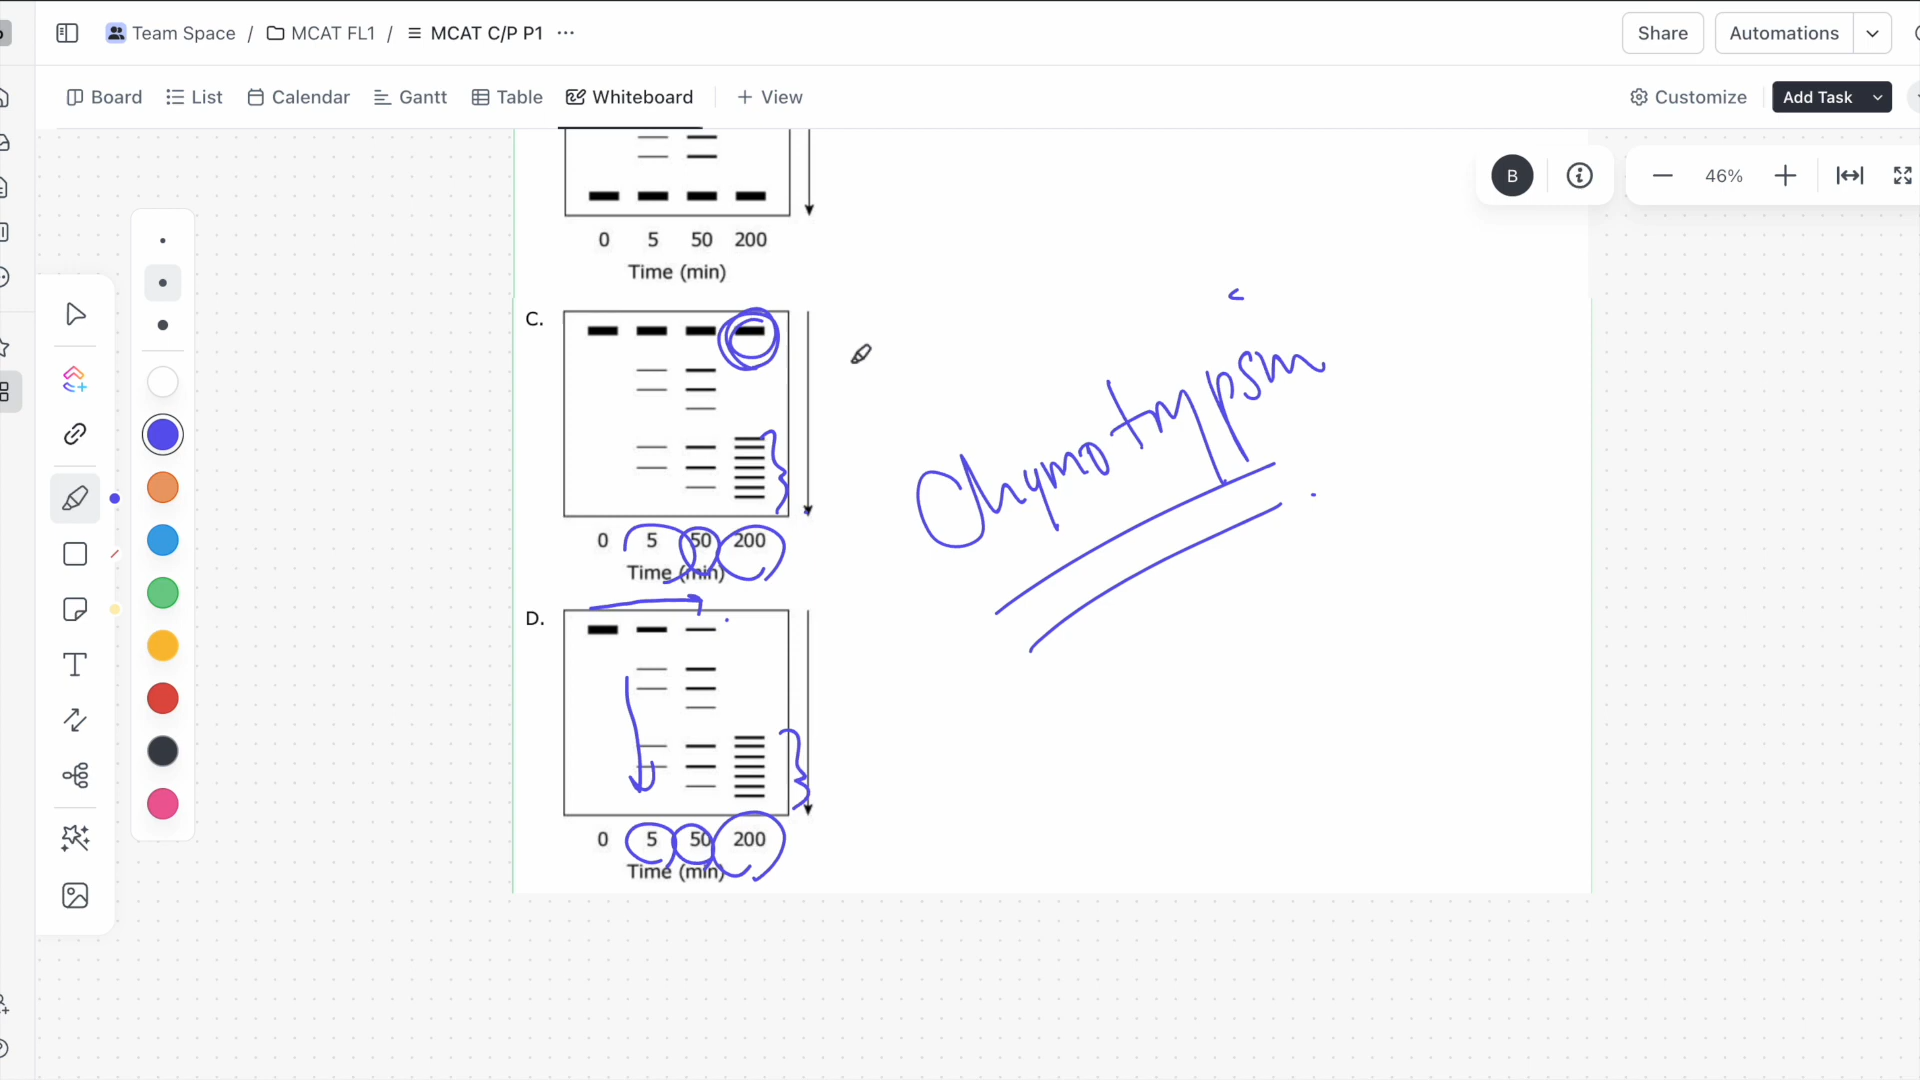 Team Space / MCAT FL1 / MCAT C/P P1 ...
Share
Automations
Board
List
Calendar
Gantt
Table
Whiteboard
+ View
Customize
Add Task
B
46%
0 5 50 200
Time (min)
C.
0 5 50 200
Time (min)
D.
0 5 50 200
Time (min)
Chymotrypsin
T